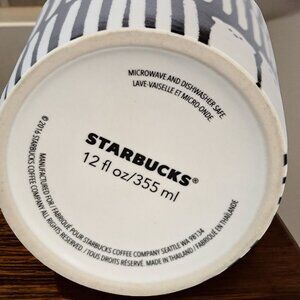 MICROWAVE AND DISHWASHER SAFE
LAVE-VAISELLE ET MICRO-ONDE
STARBUCKS®
12 fl oz/355 ml
© 2016 STARBUCKS COFFEE COMPANY ALL RIGHTS RESERVED / TOUS DROITS RÉSERVÉ MADE IN THAILAND / FABRIQUÉ EN THAÏLANDE
MANUFACTURED FOR / FABRIQUÉ POUR STARBUCKS COFFEE COMPANY SEATTLE WA 98134